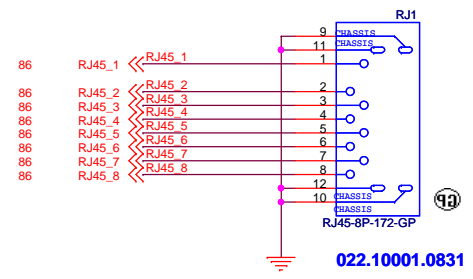 RJ1
9 CHASSIS
11 CHASSIS
86 RJ45_1 RJ45_1 1
86 RJ45_2 RJ45_2 2
86 RJ45_3 RJ45_3 3
86 RJ45_4 RJ45_4 4
86 RJ45_5 RJ45_5 5
86 RJ45_6 RJ45_6 6
86 RJ45_7 RJ45_7 7
86 RJ45_8 RJ45_8 8
12 CHASSIS
10 CHASSIS
GP
RJ45-8P-172-GP
022.10001.0831